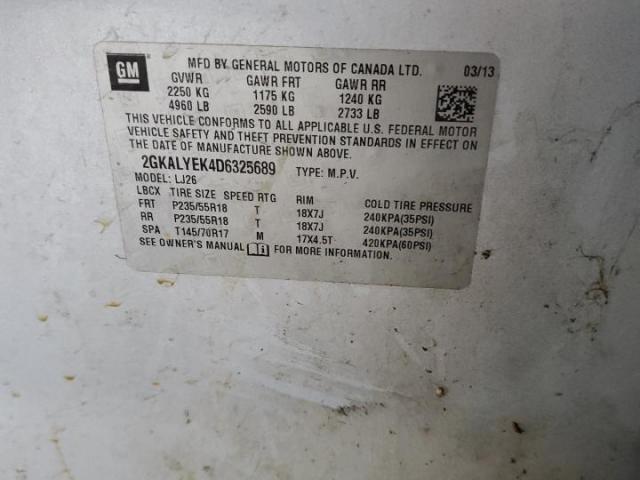 GM
MFD BY GENERAL MOTORS OF CANADA LTD. 03/13
GVWR GAWR FRT GAWR RR
2250 KG 1175 KG 1240 KG
4960 LB 2590 LB 2733 LB
THIS VEHICLE CONFORMS TO ALL APPLICABLE U.S. FEDERAL MOTOR
VEHICLE SAFETY AND THEFT PREVENTION STANDARDS IN EFFECT ON
THE DATE OF MANUFACTURE SHOWN ABOVE.
2GKALYEK4D6325689 TYPE: M.P.V.
MODEL: LJ26
LBCX TIRE SIZE SPEED RTG RIM COLD TIRE PRESSURE
FRT P235/55R18 T 18X7J 240KPA(35PSI)
RR P235/55R18 T 18X7J 240KPA(35PSI)
SPA T145/70R17 M 17X4.5T 420KPA(60PSI)
SEE OWNER'S MANUAL FOR MORE INFORMATION.